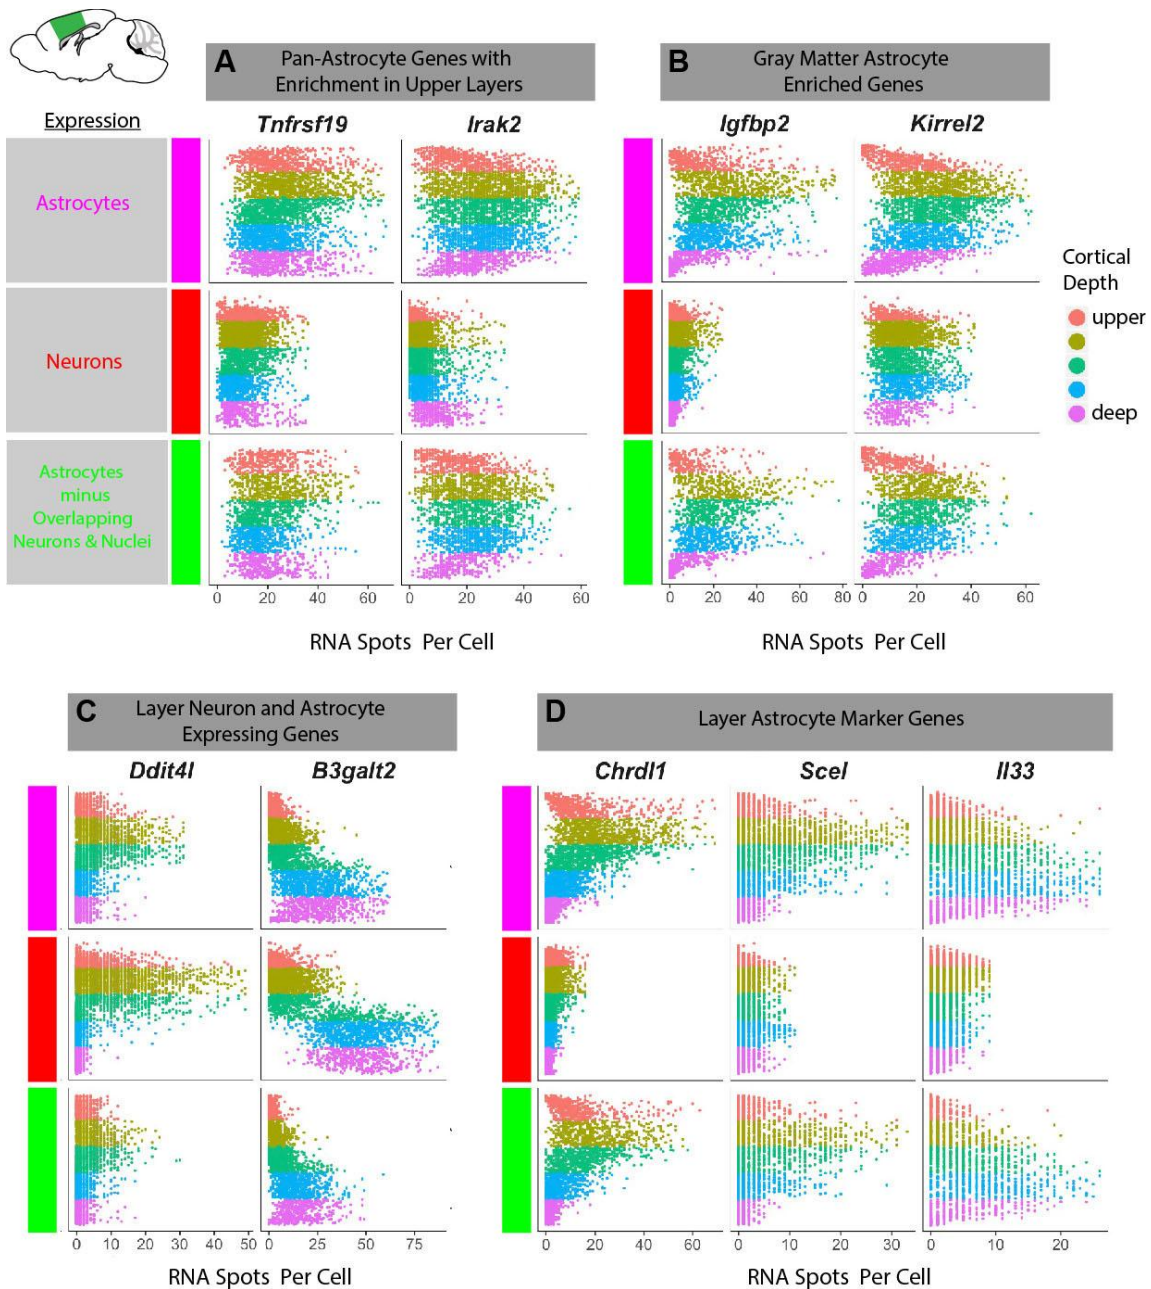 A
Pan-Astrocyte Genes with
Enrichment in Upper Layers
B
Gray Matter Astrocyte
Enriched Genes
Expression
Tnfrsf19
Irak2
Igfbp2
Kirrel2
Astrocytes
Neurons
Astrocytes
minus
Overlapping
Neurons & Nuclei
Cortical
Depth
upper
deep
0 20 40 60
0 20 40 60
0 20 40 60 80
0 20 40 60
RNA Spots Per Cell
RNA Spots Per Cell
C
Layer Neuron and Astrocyte
Expressing Genes
D
Layer Astrocyte Marker Genes
Ddit4l
B3galt2
Chrdl1
Scel
Il33
0 10 20 30 40 50
0 25 50 75
0 20 40 60
0 10 20 30
0 10 20
RNA Spots Per Cell
RNA Spots Per Cell